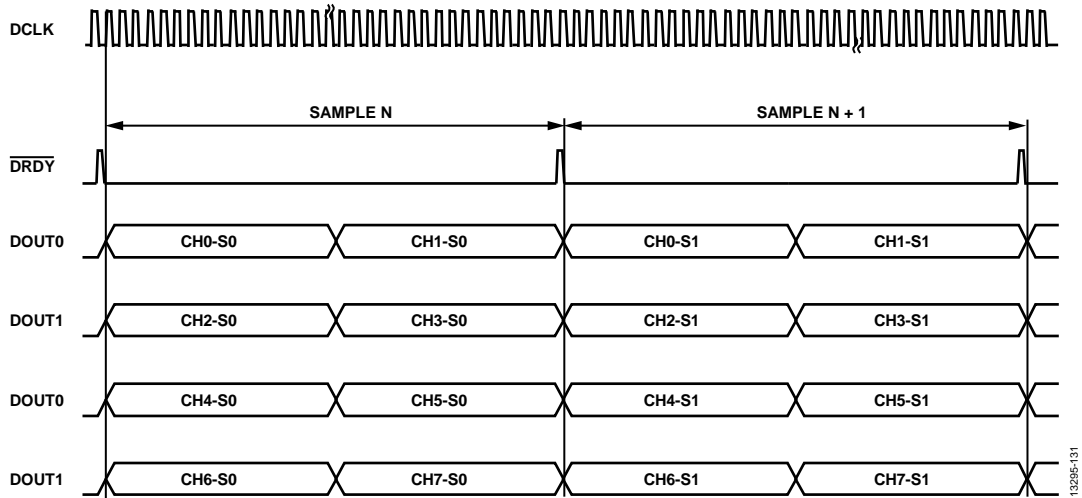 DCLK
SAMPLE N SAMPLE N + 1
DRDY
DOUT0 CH0-S0 CH1-S0 CH0-S1 CH1-S1
DOUT1 CH2-S0 CH3-S0 CH2-S1 CH3-S1
DOUT0 CH4-S0 CH5-S0 CH4-S1 CH5-S1
DOUT1 CH6-S0 CH7-S0 CH6-S1 CH7-S1
13295-131